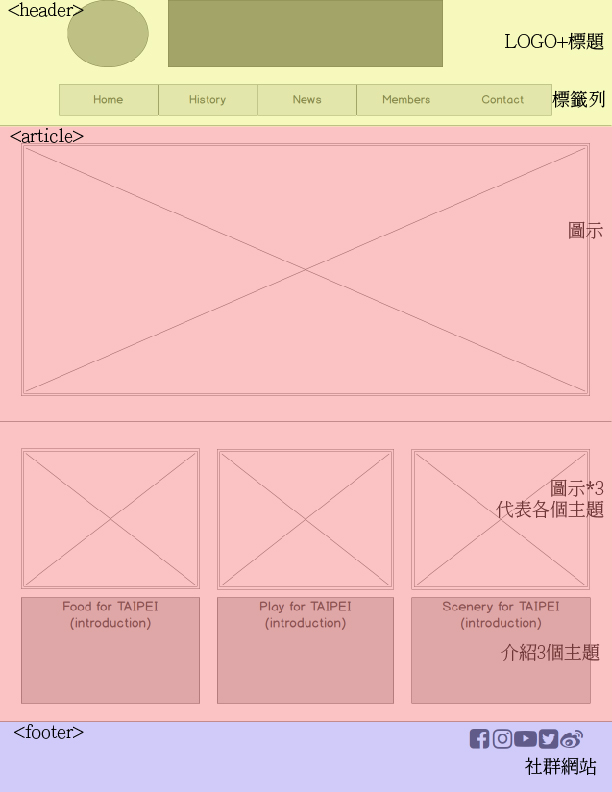 <header>
LOGO+標題
Home History News Members Contact
標籤列
<article>
圖示
圖示*3
代表各個主題
Food for TAIPEI
(introduction)
Play for TAIPEI
(introduction)
Scenery for TAIPEI
(introduction)
介紹3個主題
<footer>
社群網站